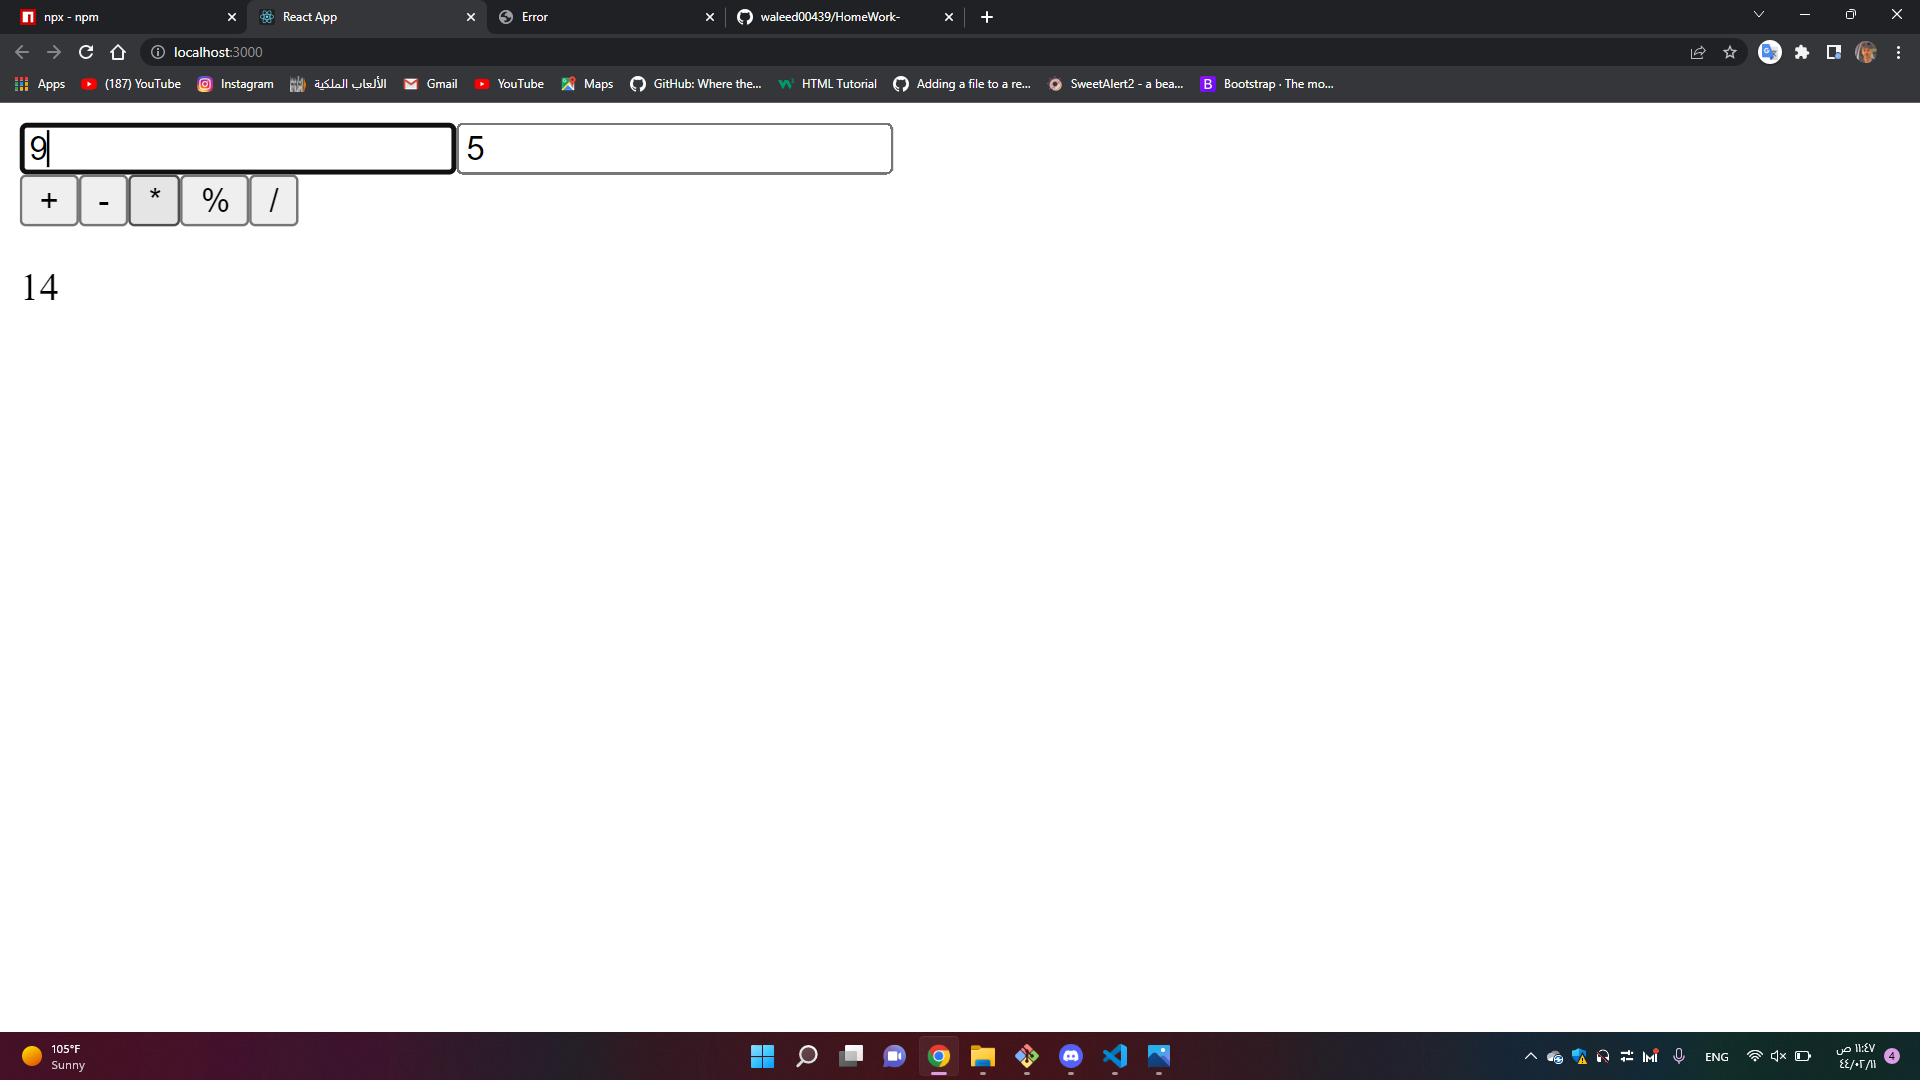 npx - npm
React App
Error
waleed00439/HomeWork-
localhost:3000
Apps
(187) YouTube
Instagram
الألعاب الملكية
Gmail
YouTube
Maps
GitHub: Where the...
HTML Tutorial
Adding a file to a re...
SweetAlert2 - a bea...
B
Bootstrap · The mo...
9
5
+
-
*
%
/
14
105°F
Sunny
ENG
١١:٤٧ ص
٤٤/٠٢/١١
4